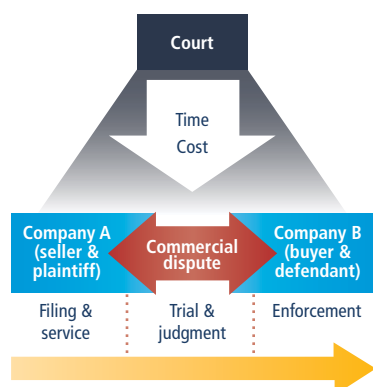 Court
Time
Cost
Company A
(seller &
plaintiff)
Commercial
dispute
Company B
(buyer &
defendant)
Filing &
service
Trial &
judgment
Enforcement